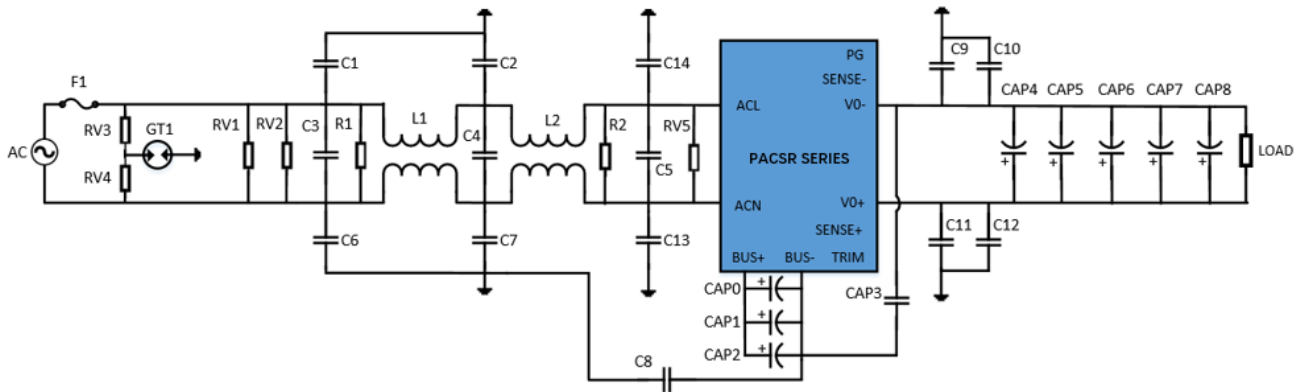 C1
C2
C14
PG
C9
C10
F1
SENSE-
CAP4
CAP5
CAP6
CAP7
CAP8
ACL
V0-
RV3
GT1
RV1
RV2
C3
R1
L1
C4
L2
R2
RV5
AC
PACSR SERIES
LOAD
RV4
C5
ACN
V0+
C6
C7
C13
SENSE+
C11
C12
BUS+
BUS-
TRIM
CAP0
+
CAP3
CAP1
+
CAP2
+
C8
+
+
+
+
+